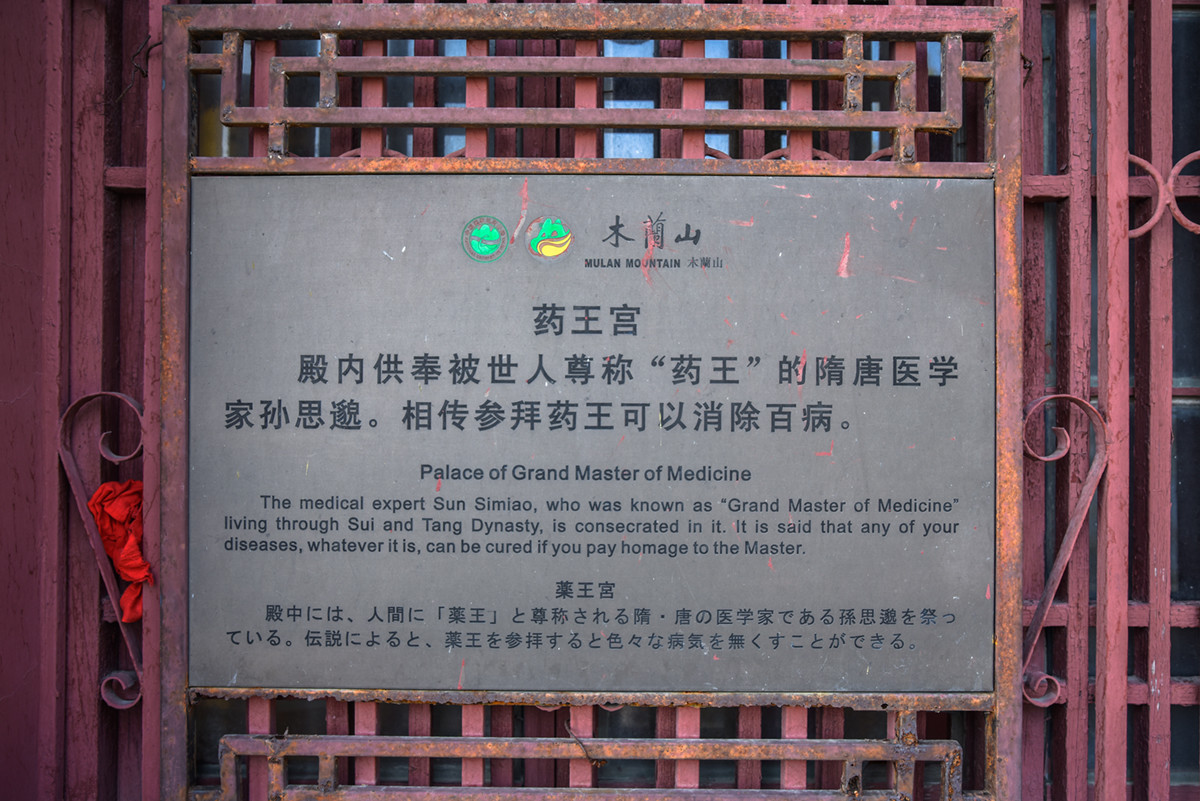 木蘭山
MULAN MOUNTAIN 木蘭山
药王宫
殿内供奉被世人尊称“药王”的隋唐医学
家孙思邈。相传参拜药王可以消除百病。
Palace of Grand Master of Medicine
The medical expert Sun Simiao, who was known as “Grand Master of Medicine”
living through Sui and Tang Dynasty, is consecrated in it. It is said that any of your
diseases, whatever it is, can be cured if you pay homage to the Master.
薬王宮
殿中には、人間に「薬王」と尊称される隋・唐の医学家である孫思邈を祭っ
ている。伝説によると、薬王を参拝すると色々な病気を無くすことができる。